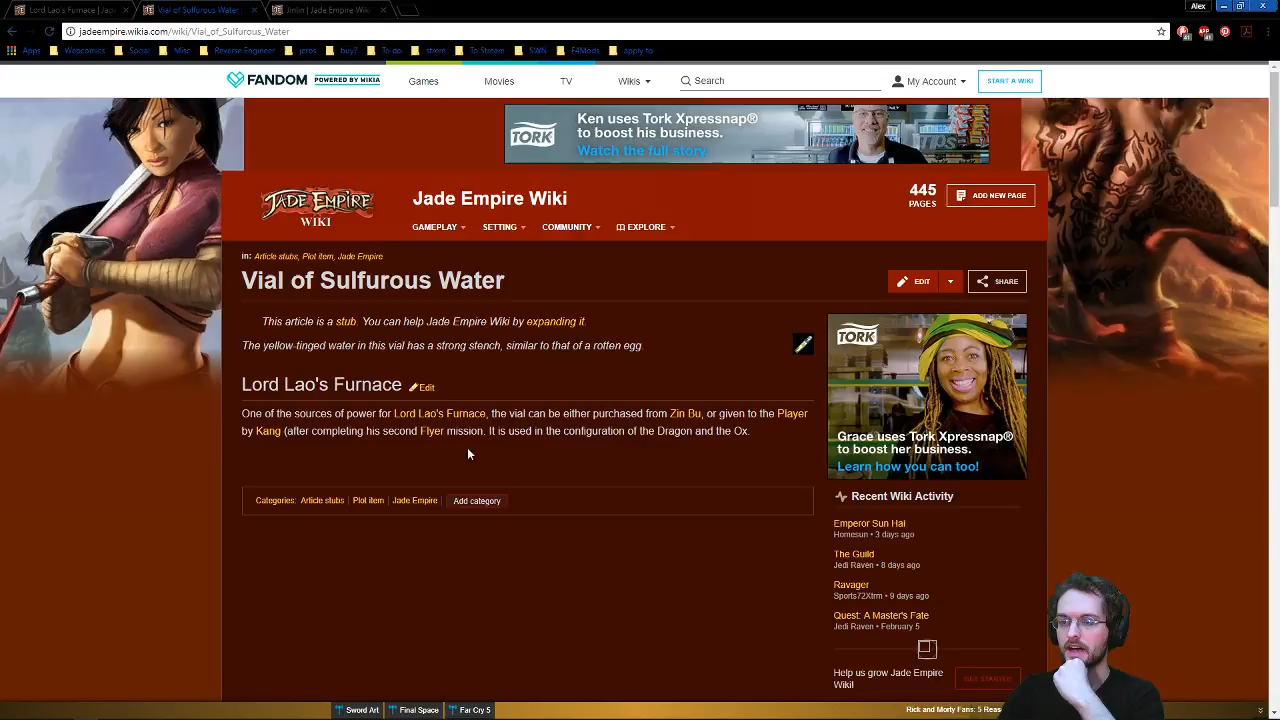 Lord Lao's Furnace | Jade
Vial of Sulfurous Water
Jinlin | Jade Empire Wiki
Alex
jadeempire.wikia.com/wiki/Vial_of_Sulfurous_Water
Apps Webcomics Social Misc Reverse Engineer jeros buy? To do strem To Stream SWN F4Mods apply to
FANDOM POWERED BY WIKIA Games Movies TV Wikis Search My Account START A WIKI
Ken uses Tork Xpressnap®
to boost his business.
Watch the full story
TORK
JADE EMPIRE
WIKI
Jade Empire Wiki
445
PAGES
ADD NEW PAGE
GAMEPLAY SETTING COMMUNITY EXPLORE
in: Article stubs, Plot item, Jade Empire
Vial of Sulfurous Water
EDIT SHARE
This article is a stub. You can help Jade Empire Wiki by expanding it.
The yellow-tinged water in this vial has a strong stench, similar to that of a rotten egg.
Lord Lao's Furnace Edit
One of the sources of power for Lord Lao's Furnace, the vial can be either purchased from Zin Bu, or given to the Player
by Kang (after completing his second Flyer mission. It is used in the configuration of the Dragon and the Ox.
Categories: Article stubs | Plot item | Jade Empire | Add category
TORK
Grace uses Tork Xpressnap®
to boost her business.
Learn how you can too!
Recent Wiki Activity
Emperor Sun Hai
Homesun • 3 days ago
The Guild
Jedi Raven • 8 days ago
Ravager
Sports72Xtrm • 9 days ago
Quest: A Master's Fate
Jedi Raven • February 5
Help us grow Jade Empire
Wiki!
GET STARTED
Sword Art Final Space Far Cry 5 Rick and Morty Fans: 5 Reas